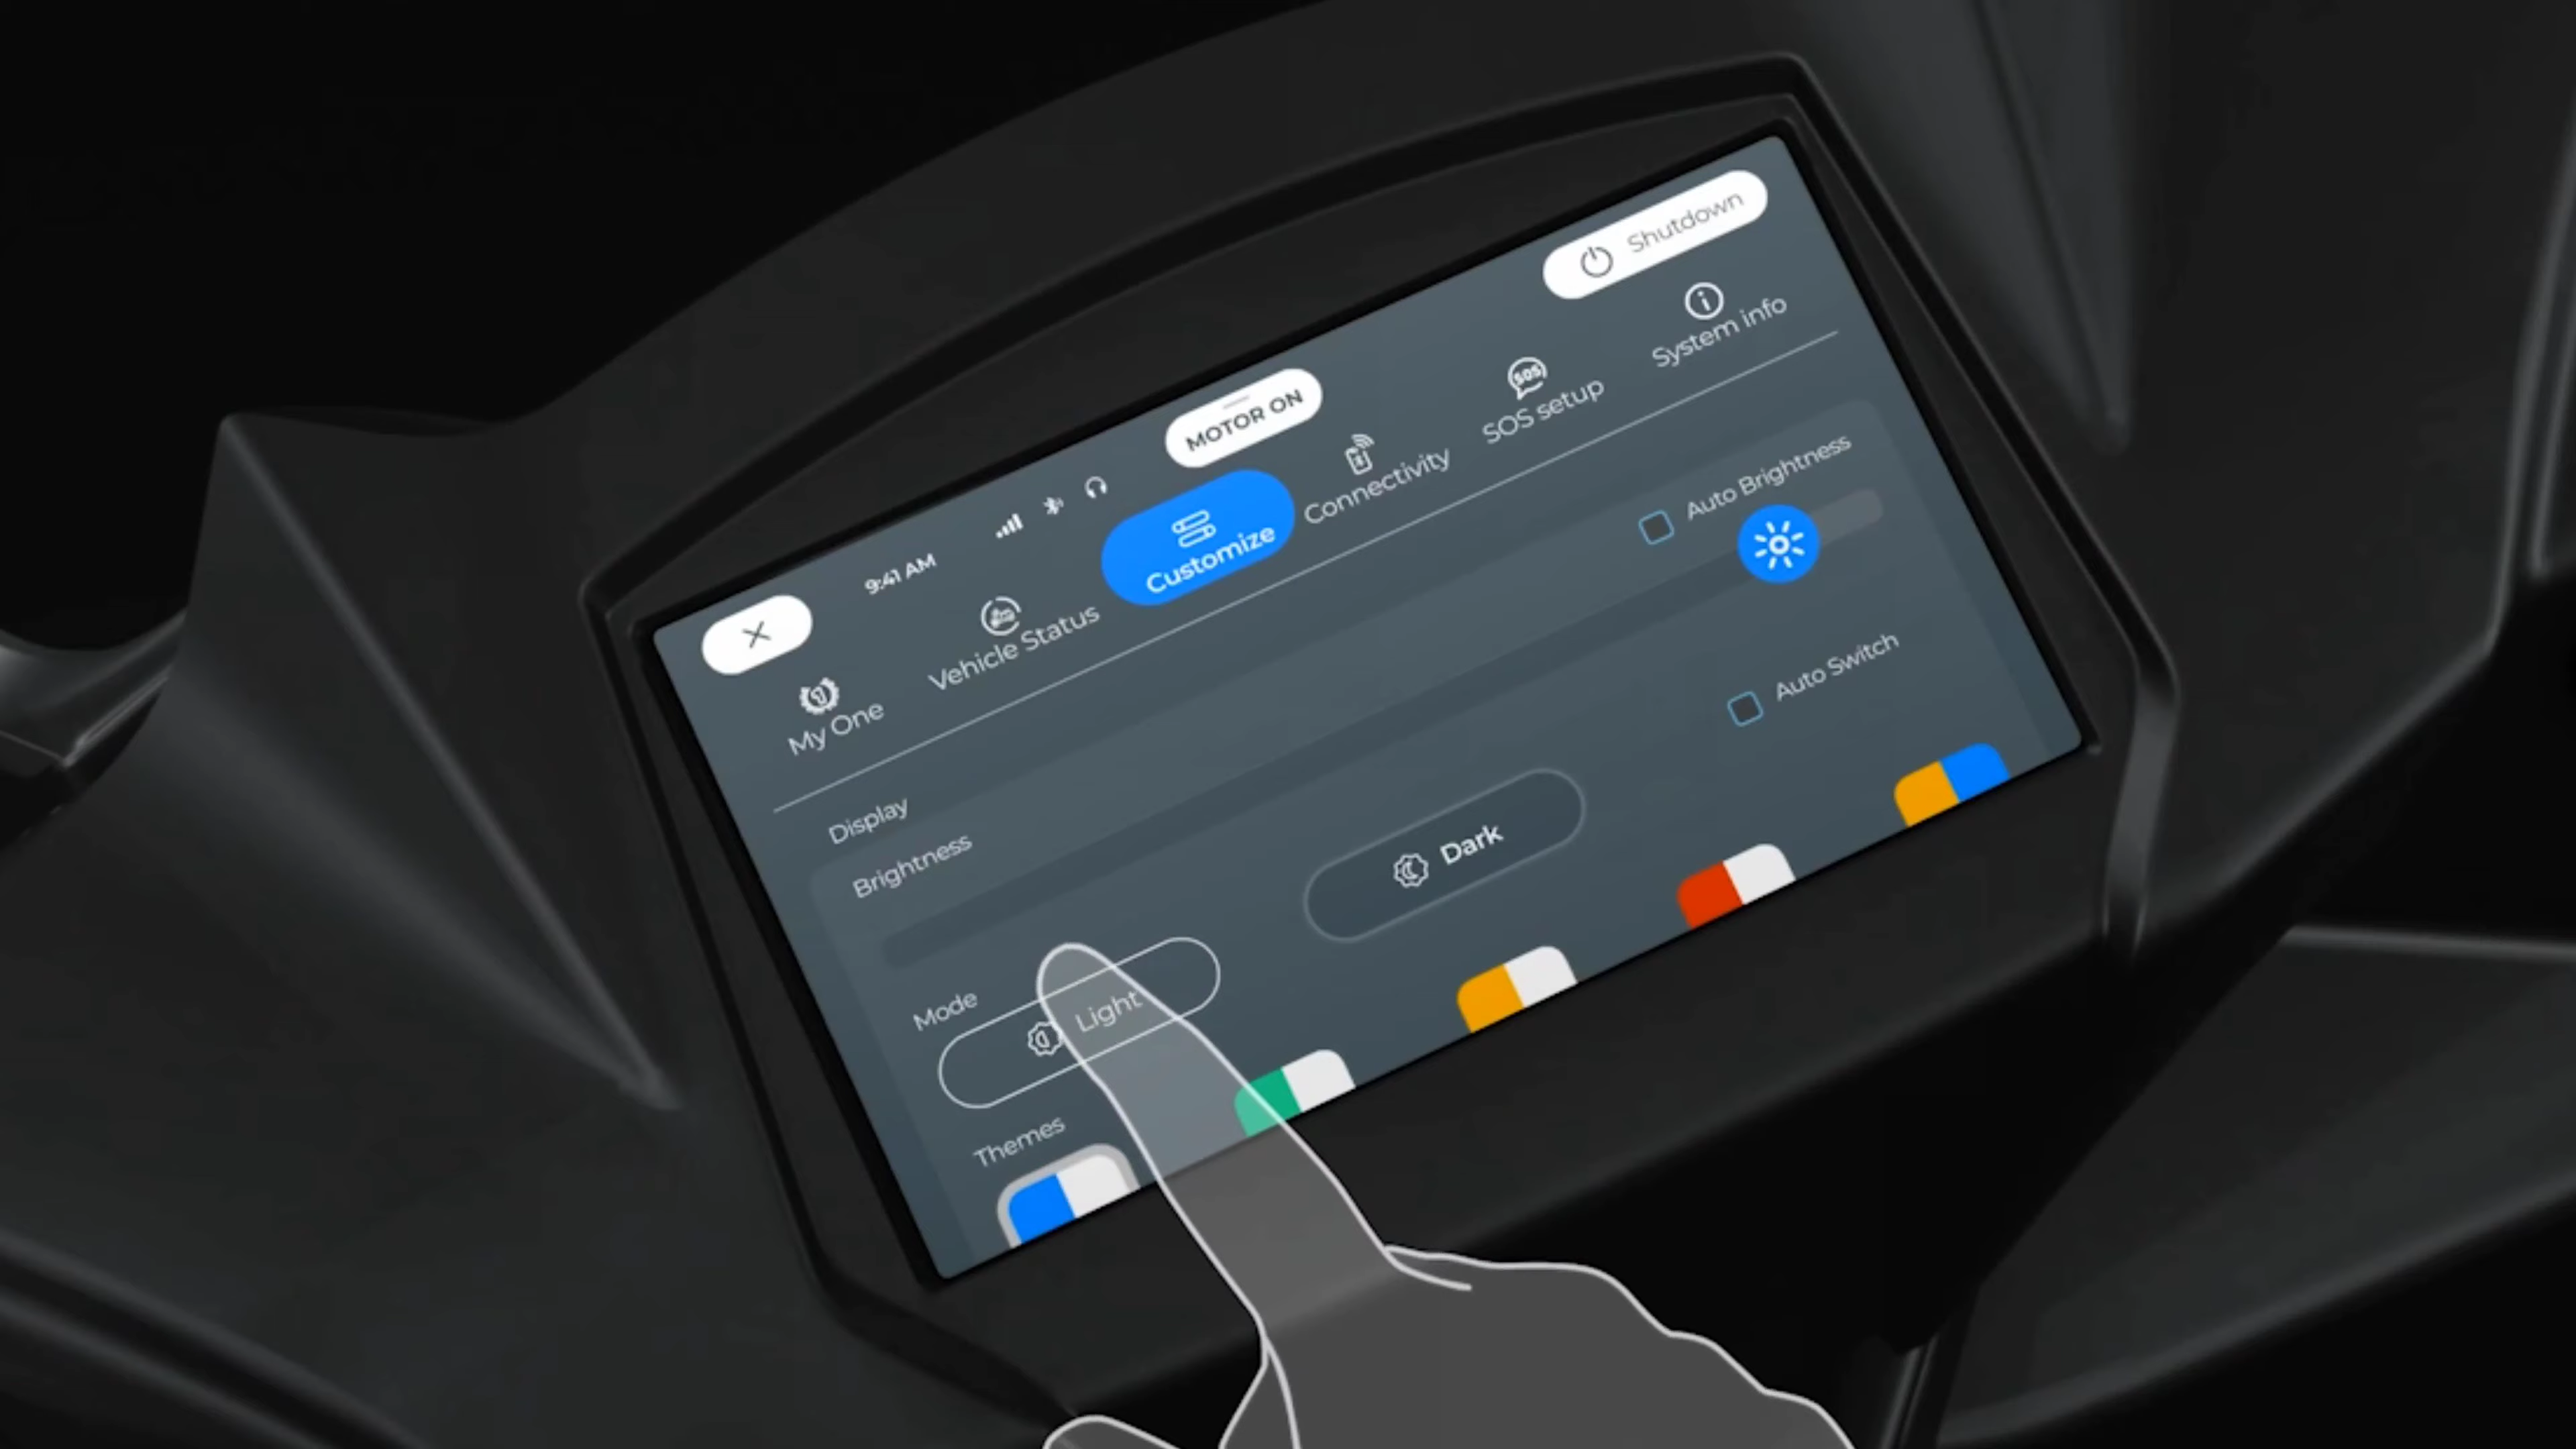 Shutdown
MOTOR ON
9:41 AM
My One
Vehicle Status
Customize
Connectivity
SOS
SOS setup
System info
Display
Brightness
Auto Brightness
Mode
Auto Switch
Light
Dark
Themes